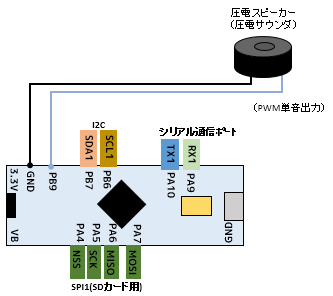 圧電スピーカー
(圧電サウンダ)
(PWM単音出力)
I2C
シリアル通信ポート
SDA1
SCL1
TX1
RX1
3.3V
GND
PB9
PB7
PB6
PA10
PA9
VB
PA4
PA5
PA6
PA7
GND
NSS
SCK
MISO
MOSI
SPI1(SDカード用)